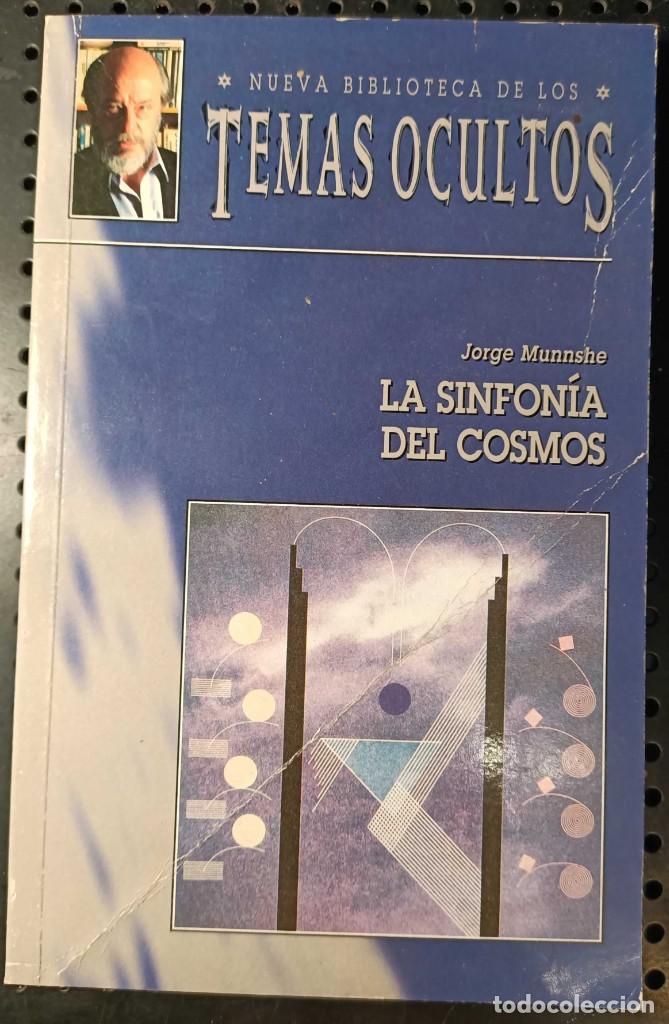 NUEVA BIBLIOTECA DE LOS
TEMAS OCULTOS
Jorge Munnshe
LA SINFONÍA
DEL COSMOS
todocoleccion